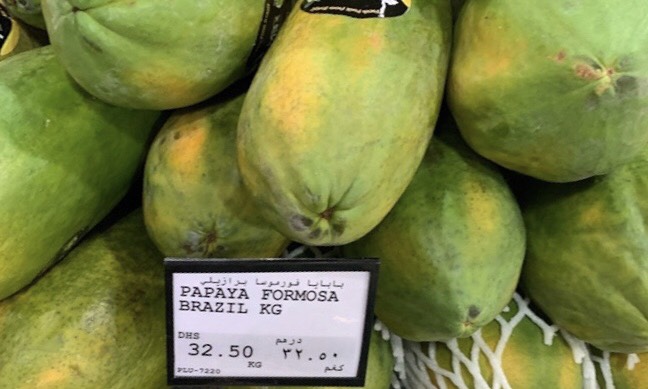 بابايا فورموسا برازيلي
PAPAYA FORMOSA
BRAZIL KG
DHS درهم
32.50 ٣٢.٥٠
KG كغم
PLU-7220